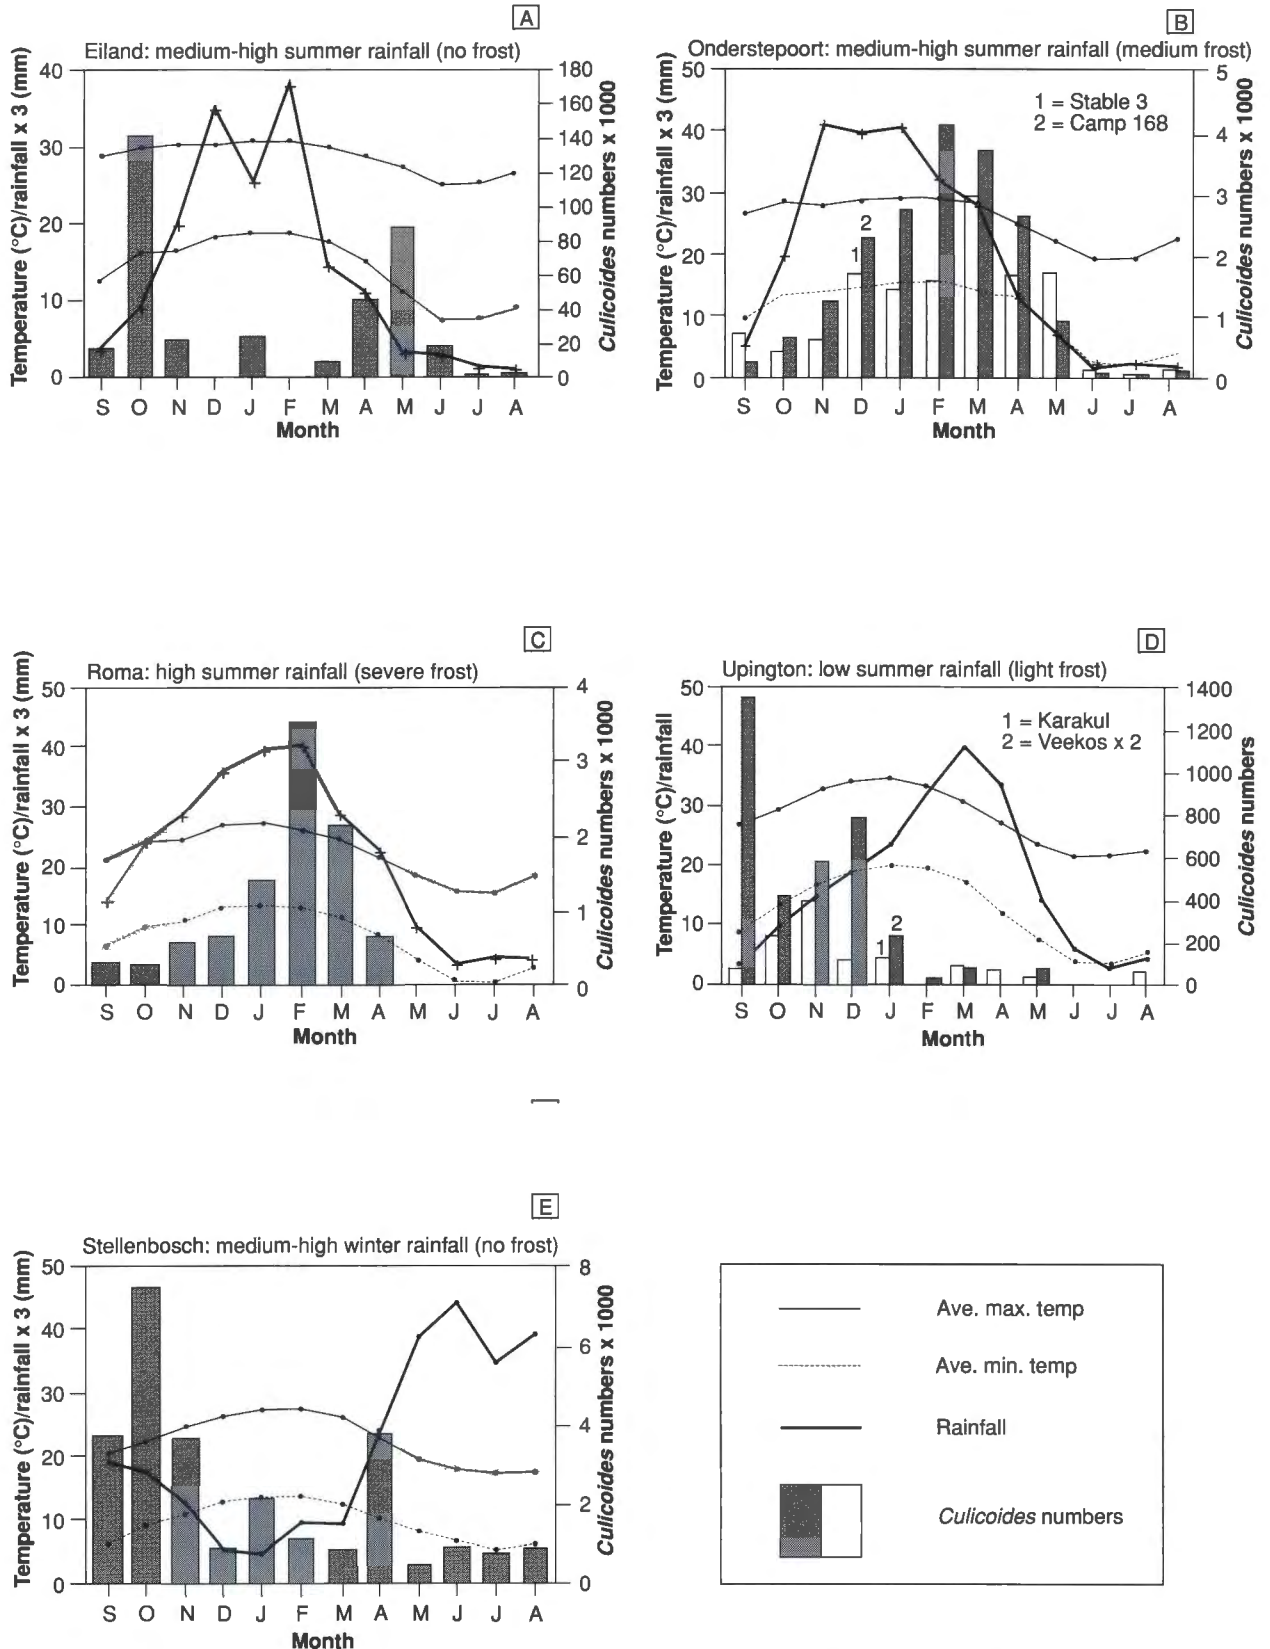 A
Eiland: medium-high summer rainfall (no frost)
Temperature (°C)/rainfall x 3 (mm)
40
30
20
10
0
180
160
140
120
100
80
60
40
20
0
Culicoides numbers x 1000
S O N D J F M A M J J A
Month
B
Onderstepoort: medium-high summer rainfall (medium frost)
Temperature (°C)/rainfall x 3 (mm)
50
40
30
20
10
0
1 = Stable 3
2 = Camp 168
2
1
5
4
3
2
1
0
Culicoides numbers x 1000
S O N D J F M A M J J A
Month
C
Roma: high summer rainfall (severe frost)
Temperature (°C)/rainfall x 3 (mm)
50
40
30
20
10
0
4
3
2
1
0
Culicoides numbers x 1000
S O N D J F M A M J J A
Month
D
Upington: low summer rainfall (light frost)
Temperature (°C)/rainfall
50
40
30
20
10
0
1 = Karakul
2 = Veekos x 2
2
1
1400
1200
1000
800
600
400
200
0
Culicoides numbers
S O N D J F M A M J J A
Month
E
Stellenbosch: medium-high winter rainfall (no frost)
Temperature (°C)/rainfall x 3 (mm)
50
40
30
20
10
0
8
6
4
2
0
Culicoides numbers x 1000
S O N D J F M A M J J A
Month
Ave. max. temp
Ave. min. temp
Rainfall
Culicoides numbers